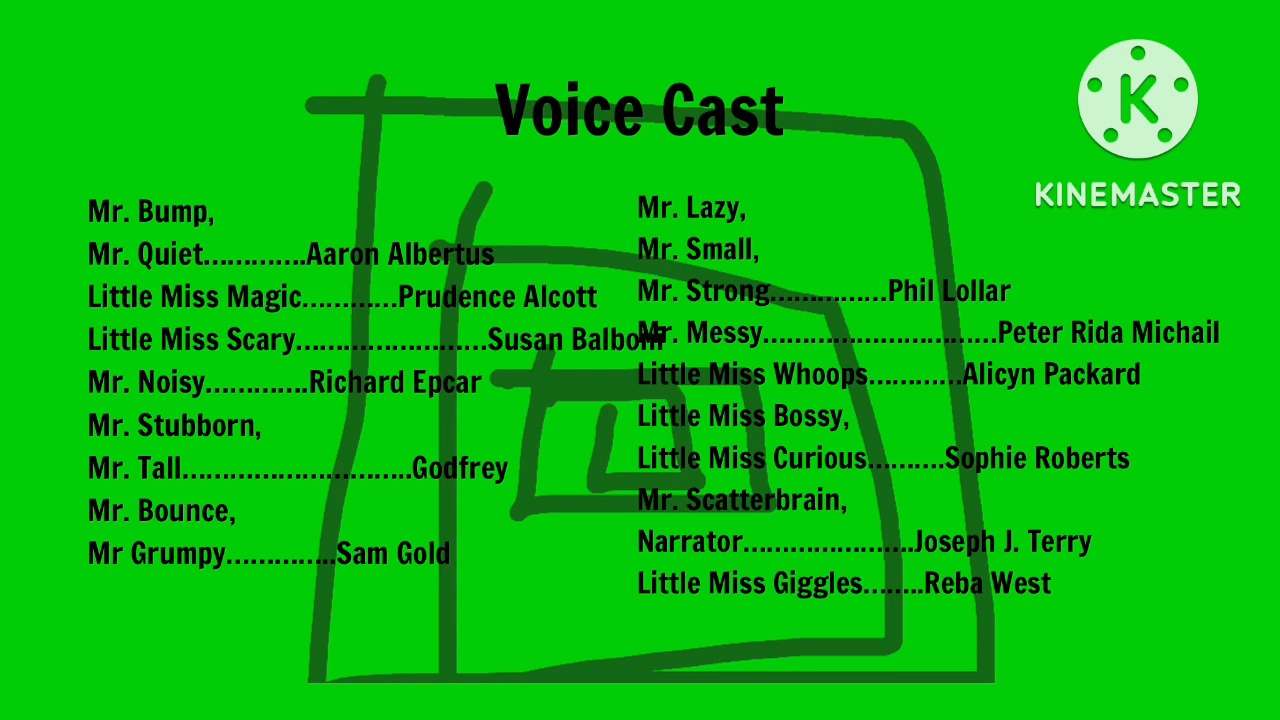 Voice Cast
K
KINEMASTER
Mr. Bump,
Mr. Quiet.............Aaron Albertus
Little Miss Magic............Prudence Alcott
Little Miss Scary........................Susan Balboni
Mr. Noisy.............Richard Epcar
Mr. Stubborn,
Mr. Tall.............................Godfrey
Mr. Bounce,
Mr Grumpy..............Sam Gold
Mr. Lazy,
Mr. Small,
Mr. Strong...............Phil Lollar
Mr. Messy..............................Peter Rida Michail
Little Miss Whoops............Alicyn Packard
Little Miss Bossy,
Little Miss Curious..........Sophie Roberts
Mr. Scatterbrain,
Narrator......................Joseph J. Terry
Little Miss Giggles........Reba West